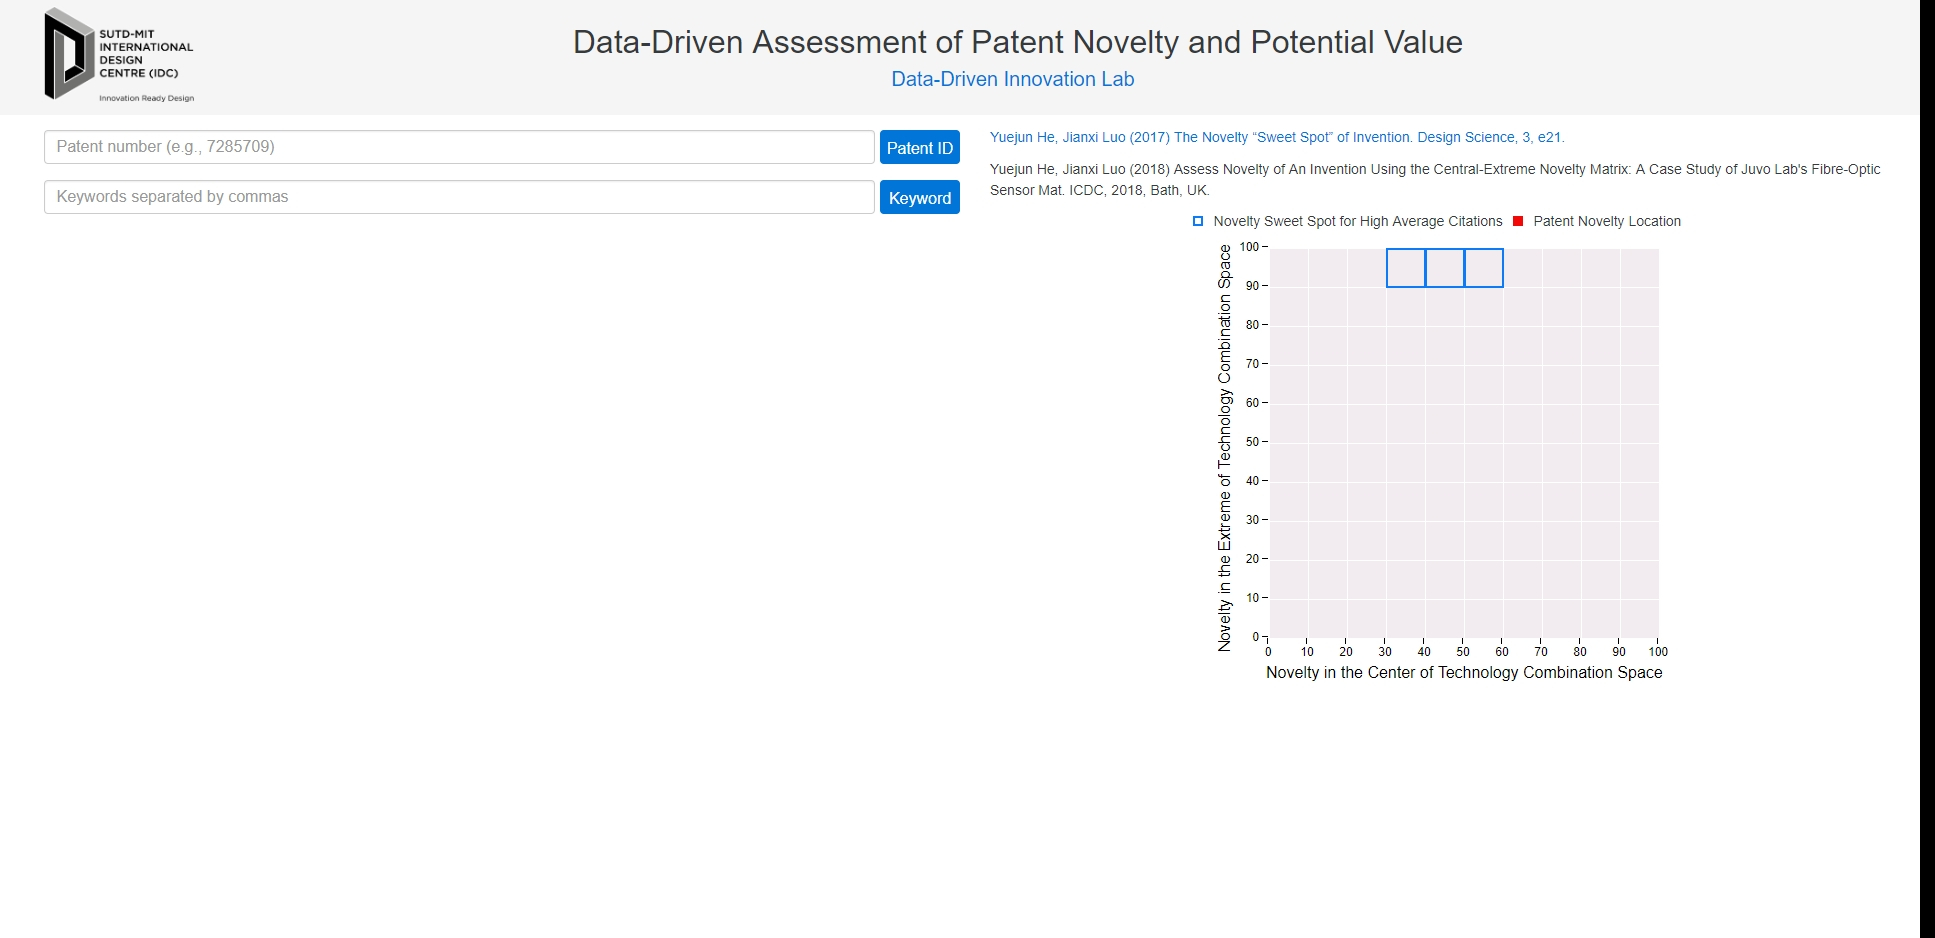 SUTD-MIT
INTERNATIONAL
DESIGN
CENTRE (IDC)
Innovation Ready Design
Data-Driven Assessment of Patent Novelty and Potential Value
Data-Driven Innovation Lab
Patent number (e.g., 7285709)
Patent ID
Keywords separated by commas
Keyword
Yuejun He, Jianxi Luo (2017) The Novelty “Sweet Spot” of Invention. Design Science, 3, e21.
Yuejun He, Jianxi Luo (2018) Assess Novelty of An Invention Using the Central-Extreme Novelty Matrix: A Case Study of Juvo Lab's Fibre-Optic
Sensor Mat. ICDC, 2018, Bath, UK.
Novelty Sweet Spot for High Average Citations
Patent Novelty Location
Novelty in the Extreme of Technology Combination Space
100
90
80
70
60
50
40
30
20
10
0
0 10 20 30 40 50 60 70 80 90 100
Novelty in the Center of Technology Combination Space